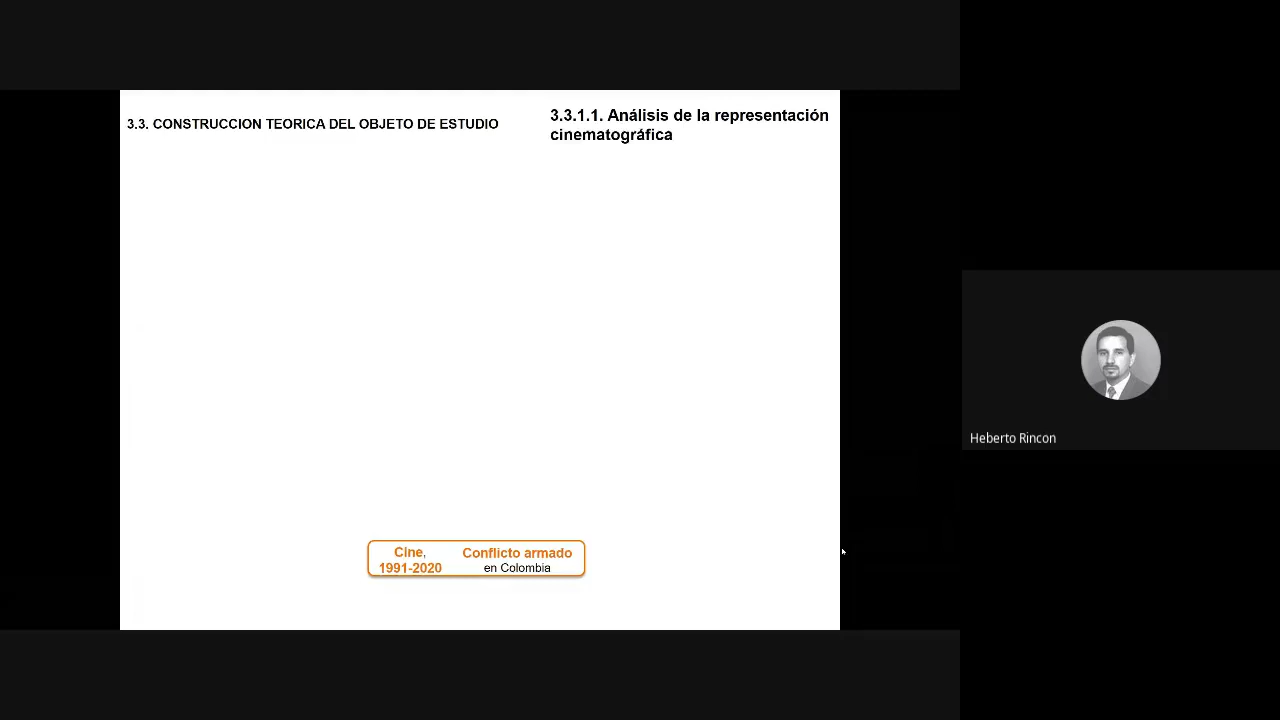 3.3. CONSTRUCCION TEORICA DEL OBJETO DE ESTUDIO
3.3.1.1. Análisis de la representación
cinematográfica
Cine,
1991-2020
Conflicto armado
en Colombia
Heberto Rincon